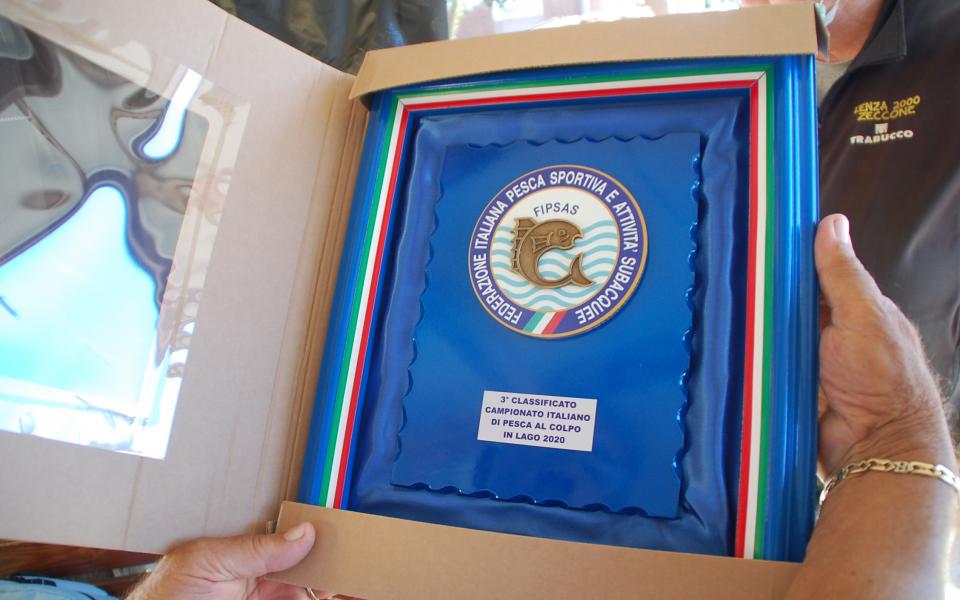 FEDERAZIONE ITALIANA PESCA SPORTIVA E ATTIVITA' SUBACQUEE
FIPSAS
3° CLASSIFICATO
CAMPIONATO ITALIANO
DI PESCA AL COLPO
IN LAGO 2020
LENZA 2000
ZECCONE
TRABUCCO